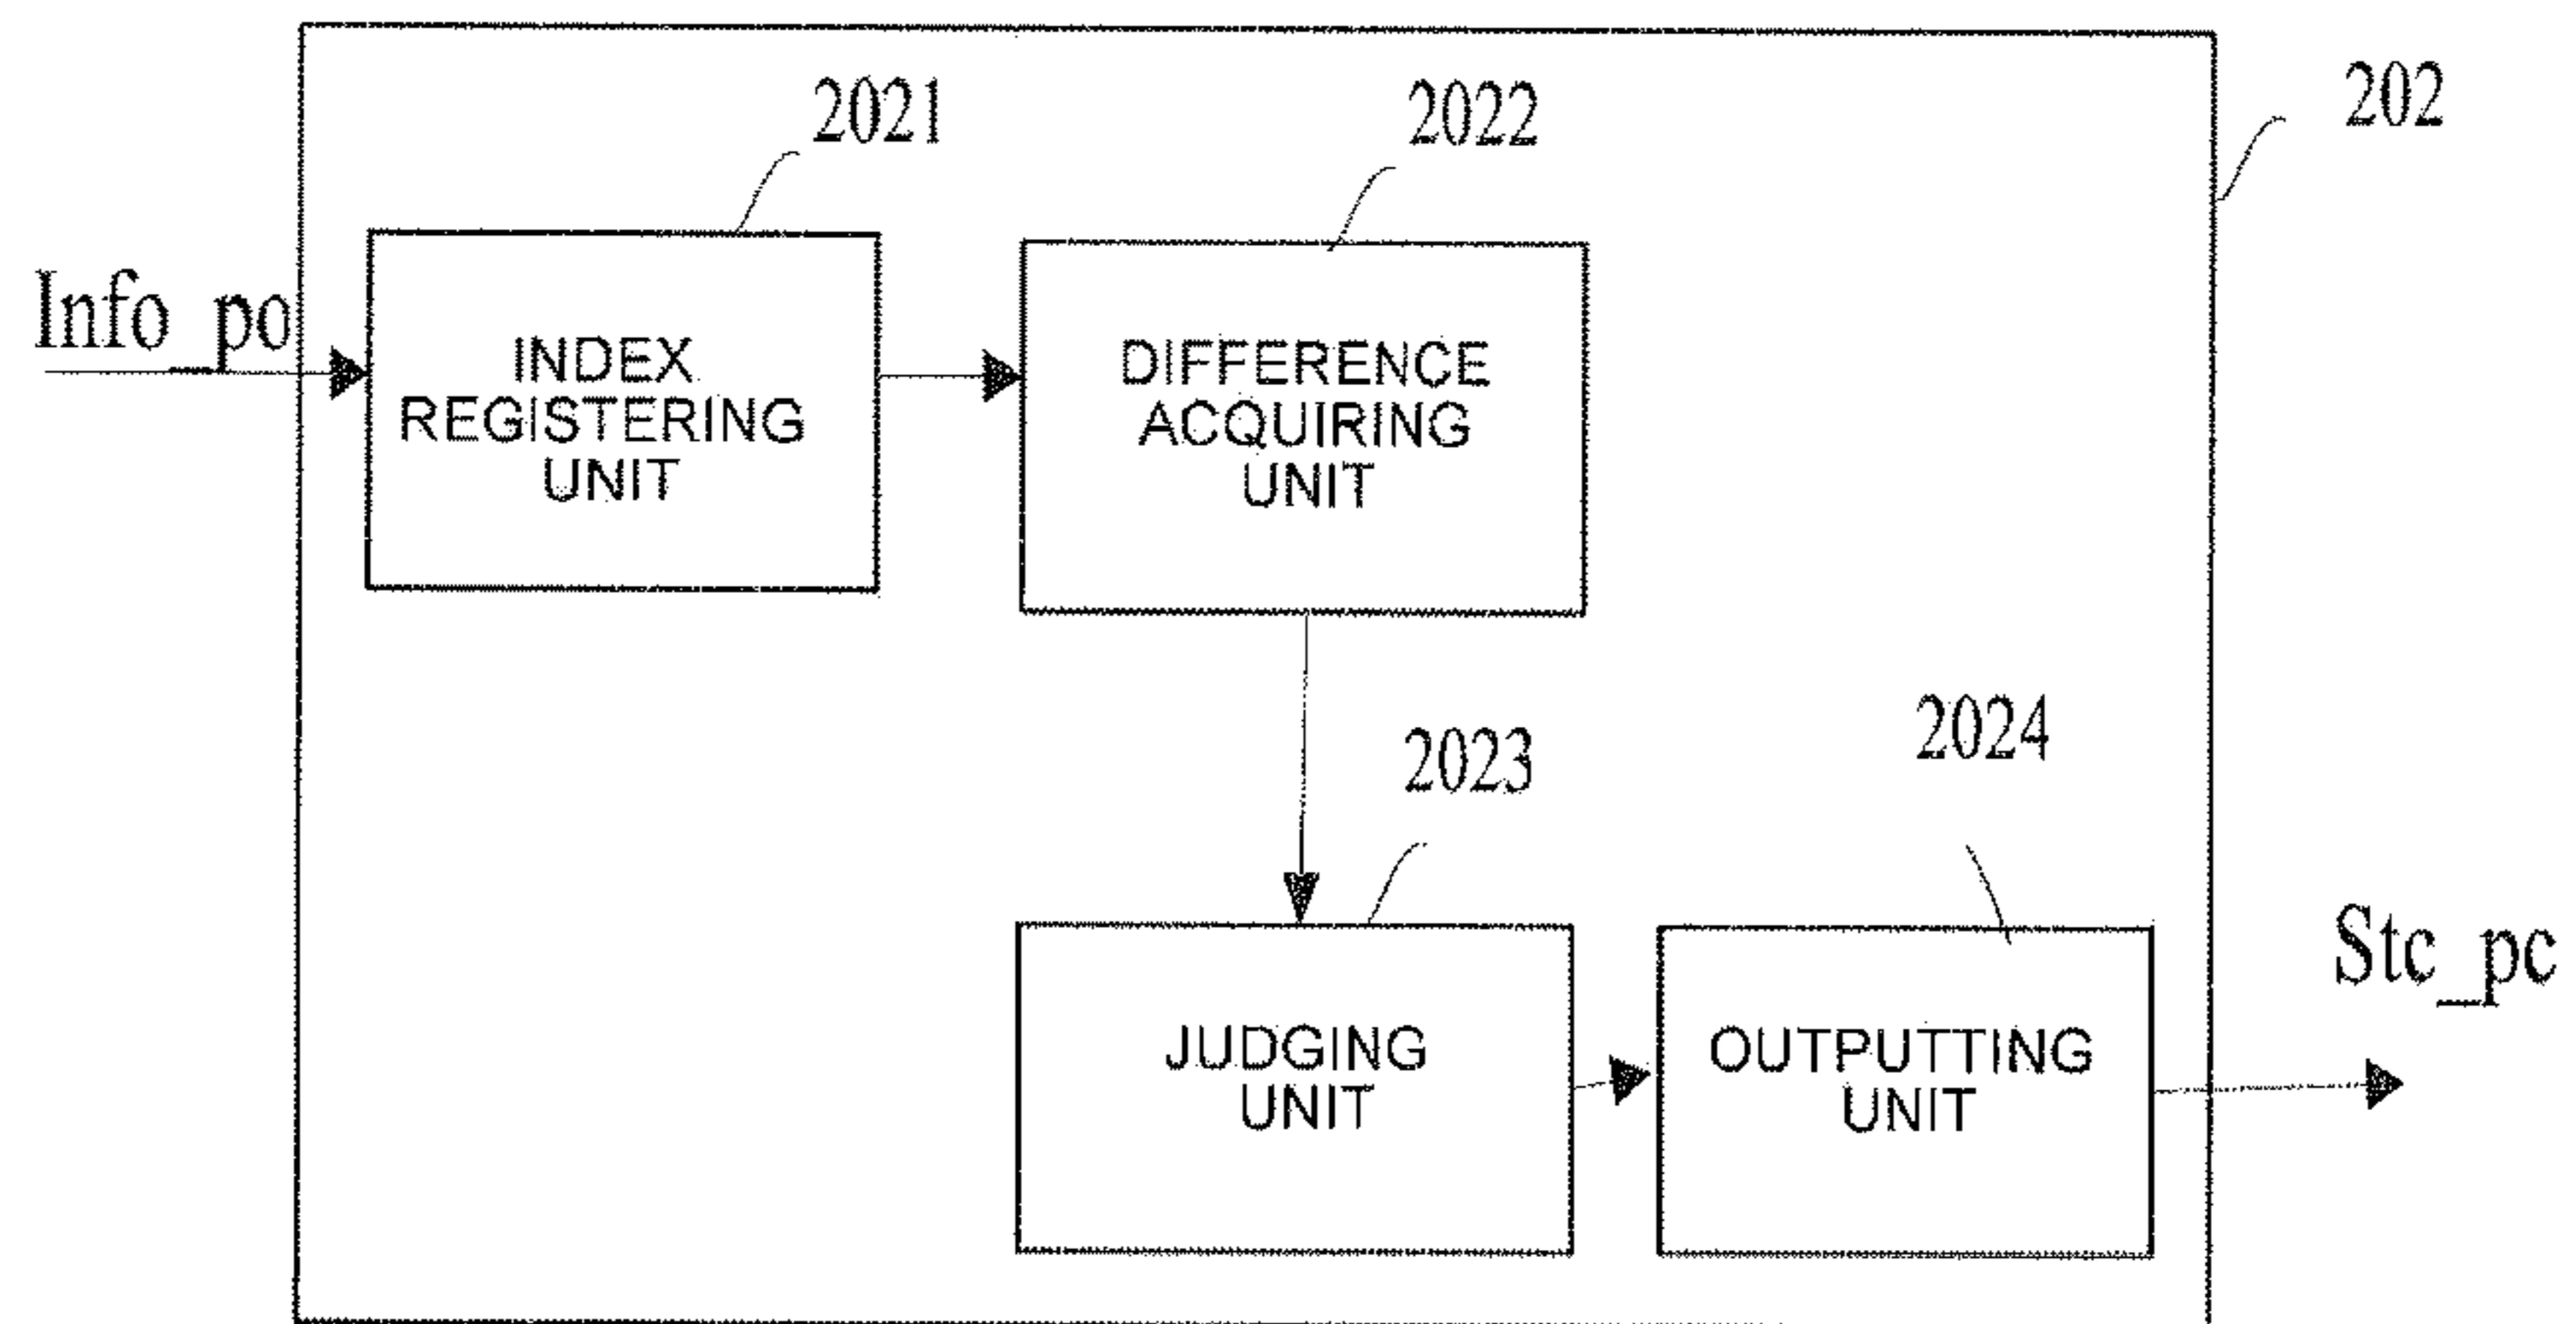 2021
2022
202
Info_po
INDEX
REGISTERING
UNIT
DIFFERENCE
ACQUIRING
UNIT
2023
2024
Stc_pc
JUDGING
UNIT
OUTPUTTING
UNIT